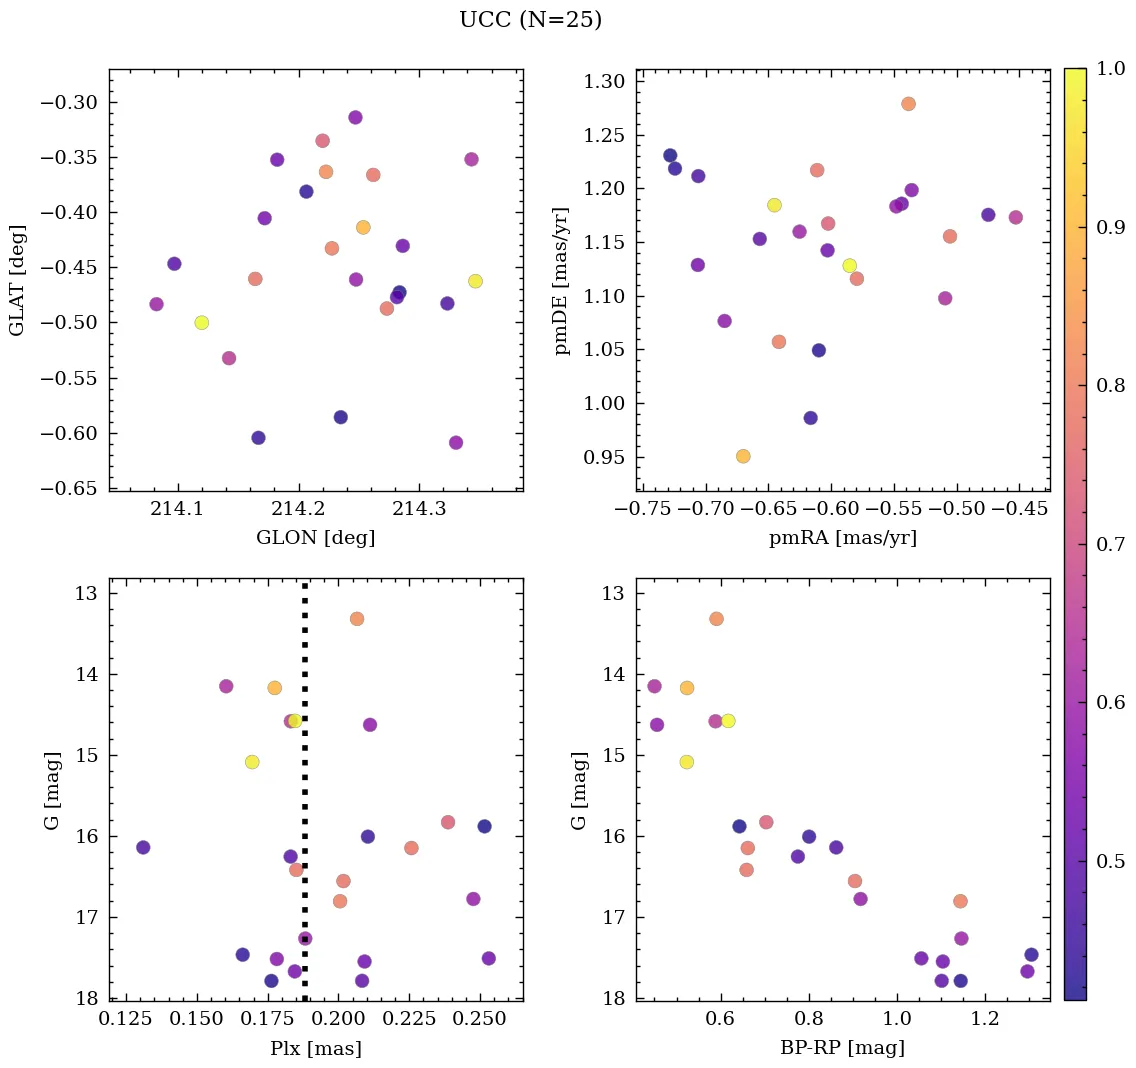 UCC (N=25)
−0.30
−0.35
−0.40
−0.45
−0.50
−0.55
−0.60
−0.65
GLAT [deg]
214.1 214.2 214.3
GLON [deg]
1.30
1.25
1.20
1.15
1.10
1.05
1.00
0.95
pmDE [mas/yr]
−0.75 −0.70 −0.65 −0.60 −0.55 −0.50 −0.45
pmRA [mas/yr]
13
14
15
16
17
18
G [mag]
0.125 0.150 0.175 0.200 0.225 0.250
Plx [mas]
13
14
15
16
17
18
G [mag]
0.6 0.8 1.0 1.2
BP-RP [mag]
1.0
0.9
0.8
0.7
0.6
0.5